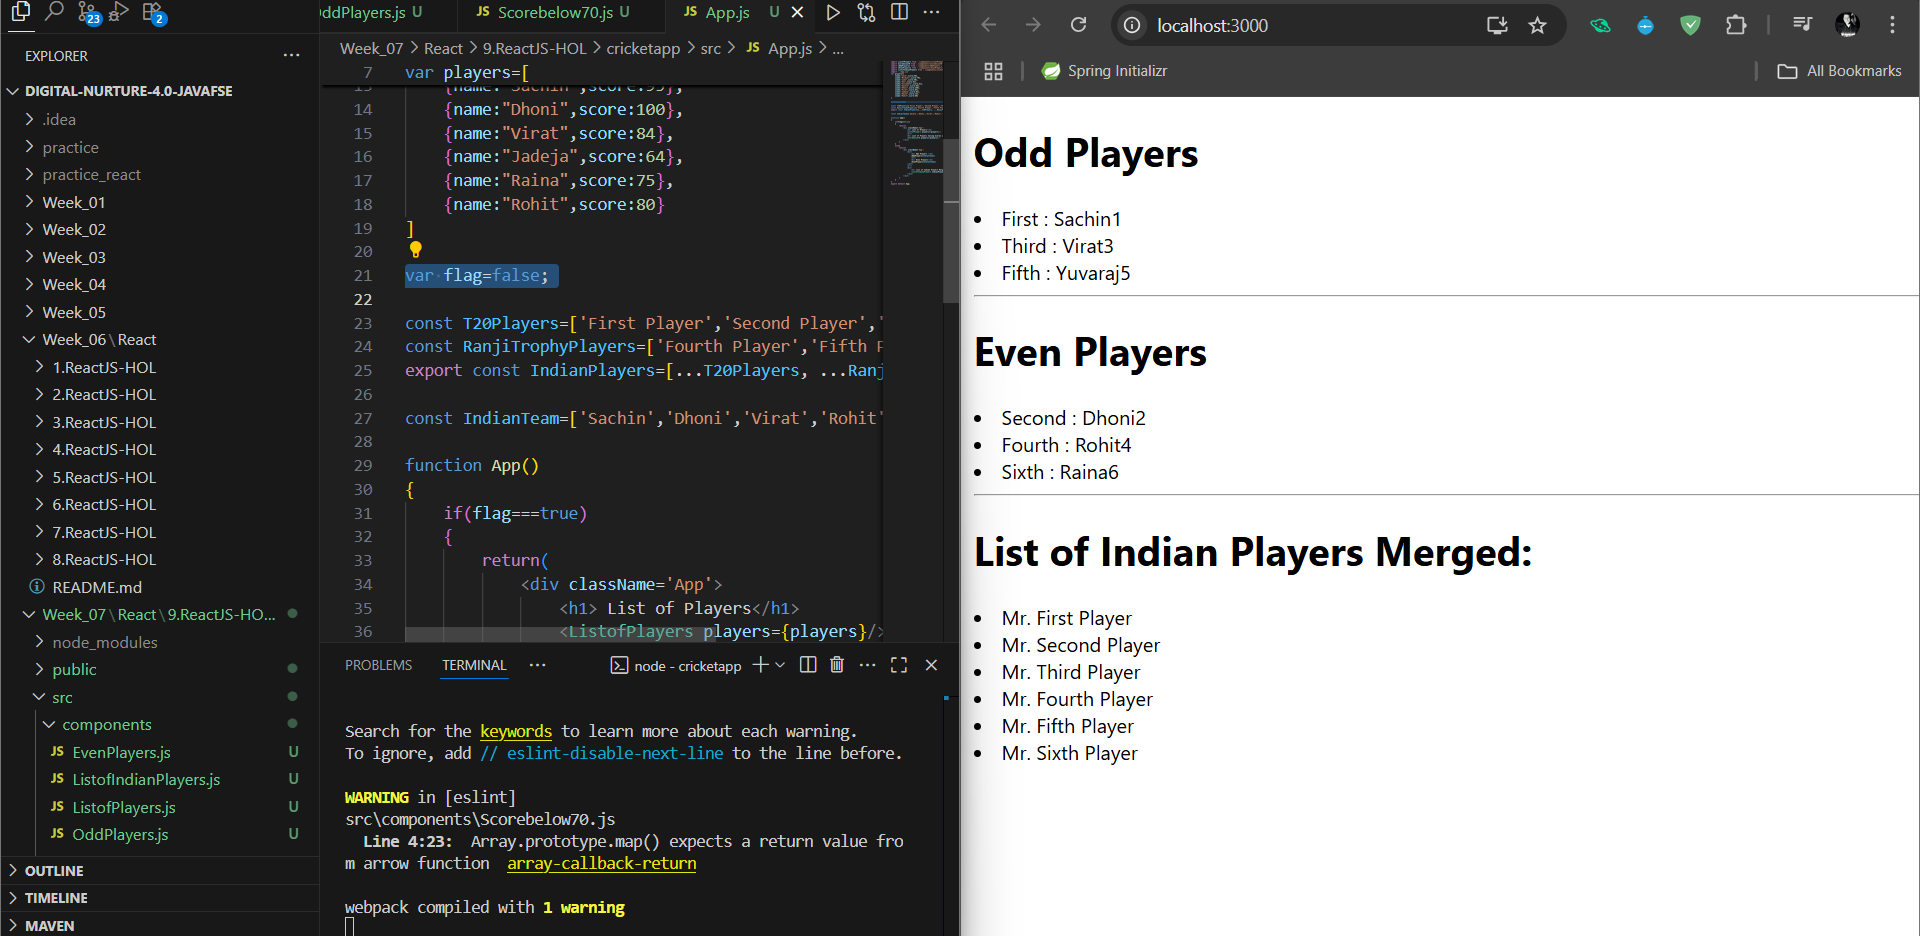 23
2
OddPlayers.js U
JS Scorebelow70.js U
JS App.js U
EXPLORER
DIGITAL-NURTURE-4.0-JAVAFSE
.idea
practice
practice_react
Week_01
Week_02
Week_03
Week_04
Week_05
Week_06\React
1.ReactJS-HOL
2.ReactJS-HOL
3.ReactJS-HOL
4.ReactJS-HOL
5.ReactJS-HOL
6.ReactJS-HOL
7.ReactJS-HOL
8.ReactJS-HOL
README.md
Week_07\React\9.ReactJS-HO...
node_modules
public
src
components
JS EvenPlayers.js U
JS ListofIndianPlayers.js U
JS ListofPlayers.js U
JS OddPlayers.js U
OUTLINE
TIMELINE
MAVEN
Week_07 > React > 9.ReactJS-HOL > cricketapp > src > JS App.js > ...
7 var players=[
13 {name:"Sachin",score:95},
14 {name:"Dhoni",score:100},
15 {name:"Virat",score:84},
16 {name:"Jadeja",score:64},
17 {name:"Raina",score:75},
18 {name:"Rohit",score:80}
19 ]
20
21 var flag=false;
22
23 const T20Players=['First Player','Second Player','
24 const RanjiTrophyPlayers=['Fourth Player','Fifth P
25 export const IndianPlayers=[...T20Players, ...Ranj
26
27 const IndianTeam=['Sachin','Dhoni','Virat','Rohit'
28
29 function App()
30 {
31 if(flag===true)
32 {
33 return(
34 <div className='App'>
35 <h1> List of Players</h1>
36 <ListofPlayers players={players}/>
PROBLEMS TERMINAL ... node - cricketapp
Search for the keywords to learn more about each warning.
To ignore, add // eslint-disable-next-line to the line before.
WARNING in [eslint]
src\components\Scorebelow70.js
Line 4:23: Array.prototype.map() expects a return value fro
m arrow function array-callback-return
webpack compiled with 1 warning
localhost:3000
Spring Initializr
All Bookmarks
Odd Players
First : Sachin1
Third : Virat3
Fifth : Yuvaraj5
Even Players
Second : Dhoni2
Fourth : Rohit4
Sixth : Raina6
List of Indian Players Merged:
Mr. First Player
Mr. Second Player
Mr. Third Player
Mr. Fourth Player
Mr. Fifth Player
Mr. Sixth Player